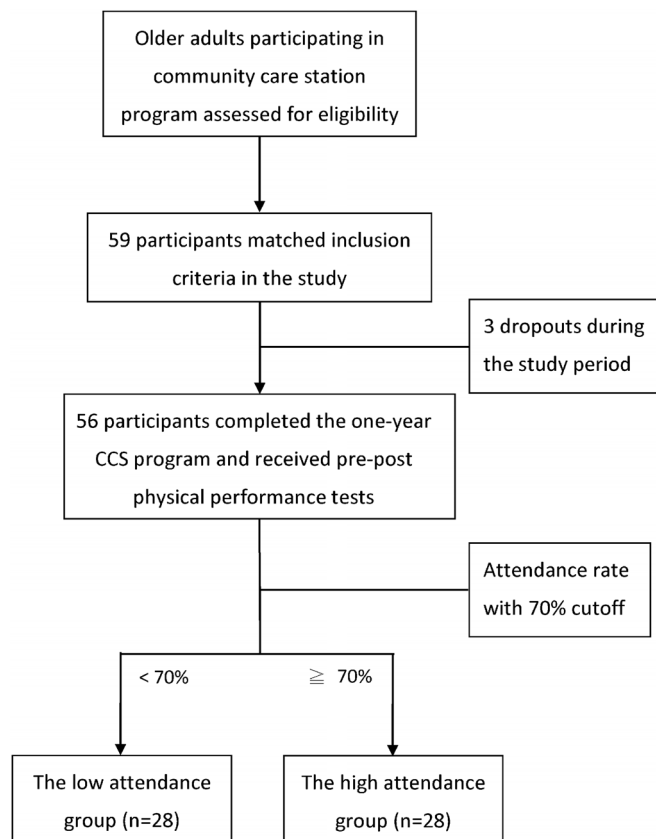 Older adults participating in
community care station
program assessed for eligibility
59 participants matched inclusion
criteria in the study
3 dropouts during
the study period
56 participants completed the one-year
CCS program and received pre-post
physical performance tests
Attendance rate
with 70% cutoff
< 70%
≧ 70%
The low attendance
group (n=28)
The high attendance
group (n=28)